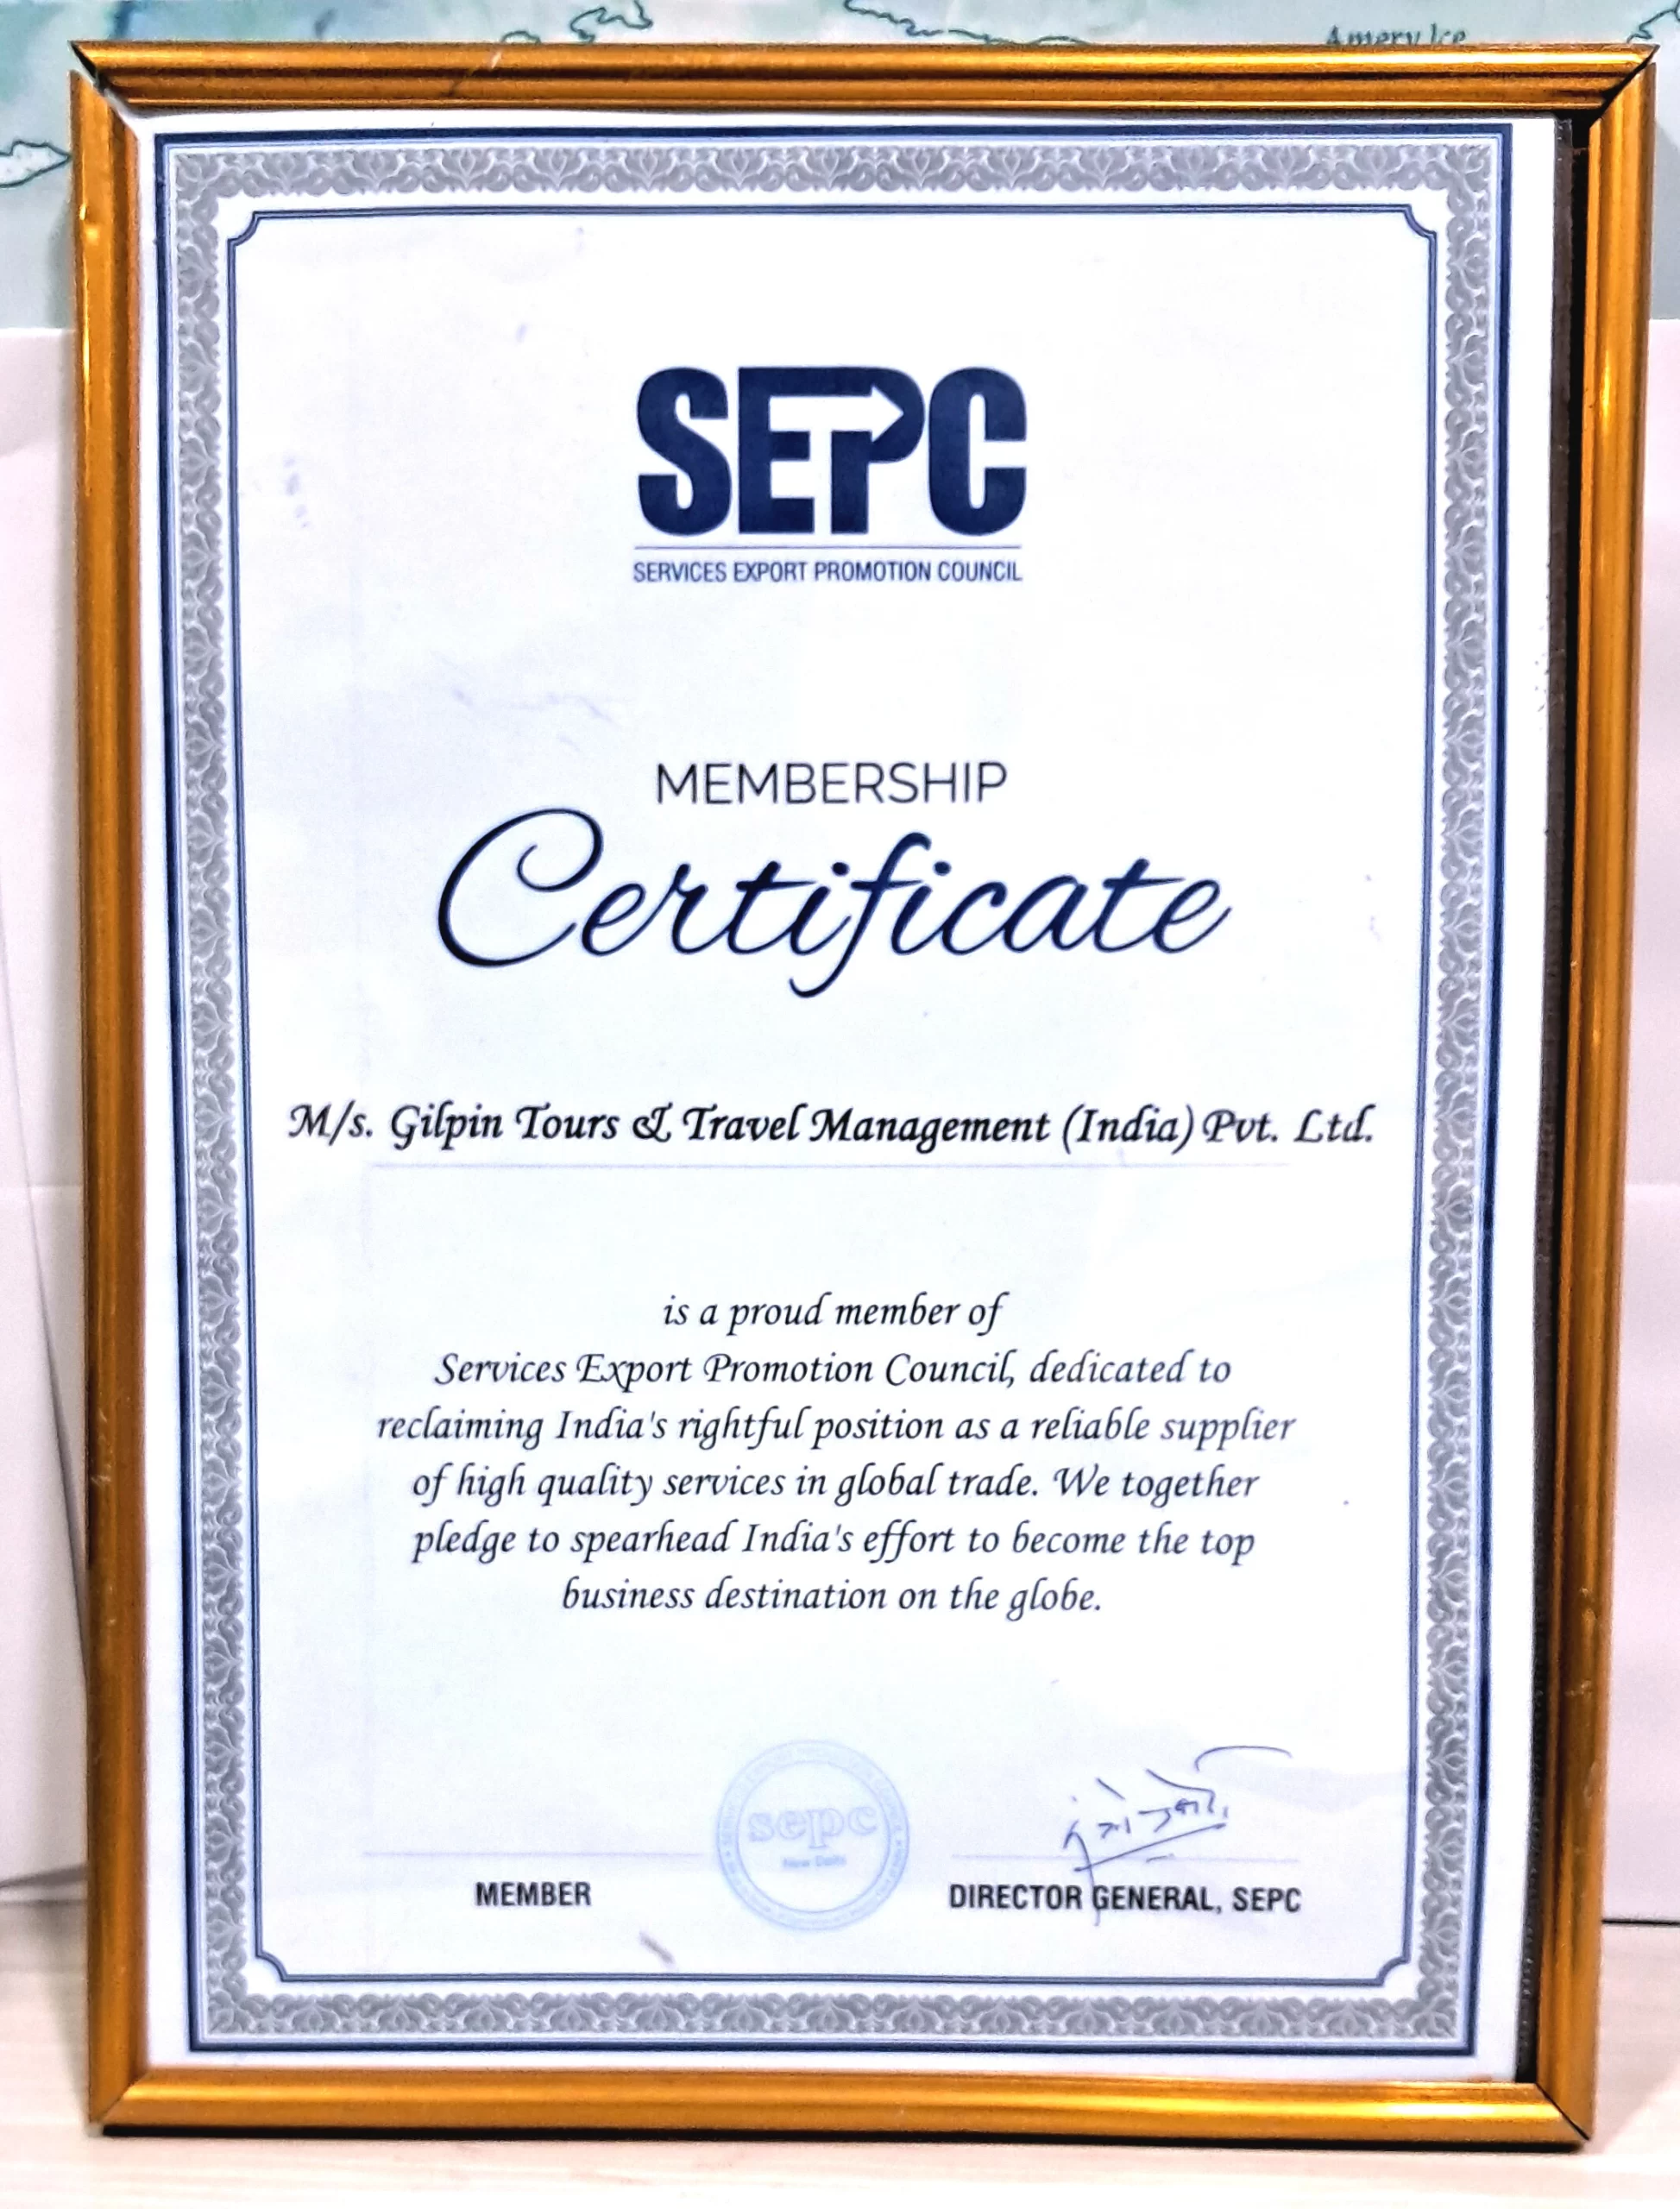 Amery Ice
SEPC
SERVICES EXPORT PROMOTION COUNCIL
MEMBERSHIP
Certificate
M/s. Gilpin Tours & Travel Management (India) Pvt. Ltd.
is a proud member of
Services Export Promotion Council, dedicated to
reclaiming India's rightful position as a reliable supplier
of high quality services in global trade. We together
pledge to spearhead India's effort to become the top
business destination on the globe.
sepc
New Delhi
MEMBER
DIRECTOR GENERAL, SEPC